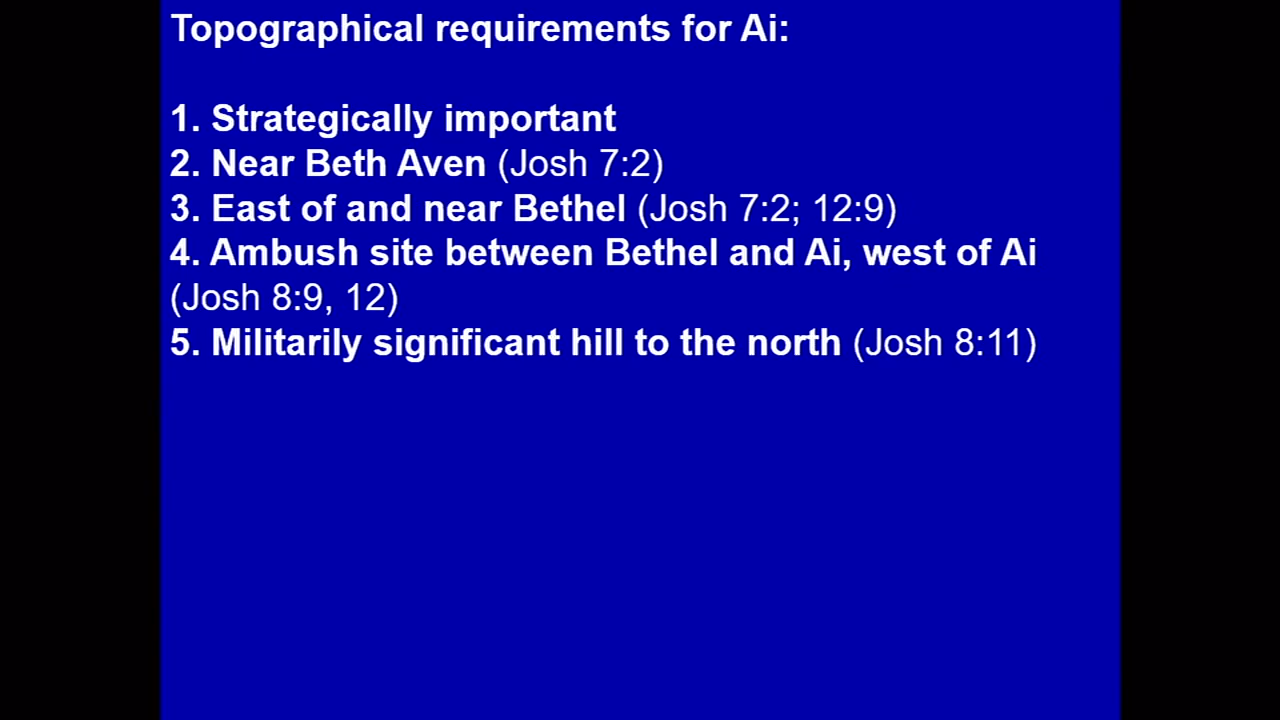 Topographical requirements for Ai:
1. Strategically important
2. Near Beth Aven (Josh 7:2)
3. East of and near Bethel (Josh 7:2; 12:9)
4. Ambush site between Bethel and Ai, west of Ai
(Josh 8:9, 12)
5. Militarily significant hill to the north (Josh 8:11)